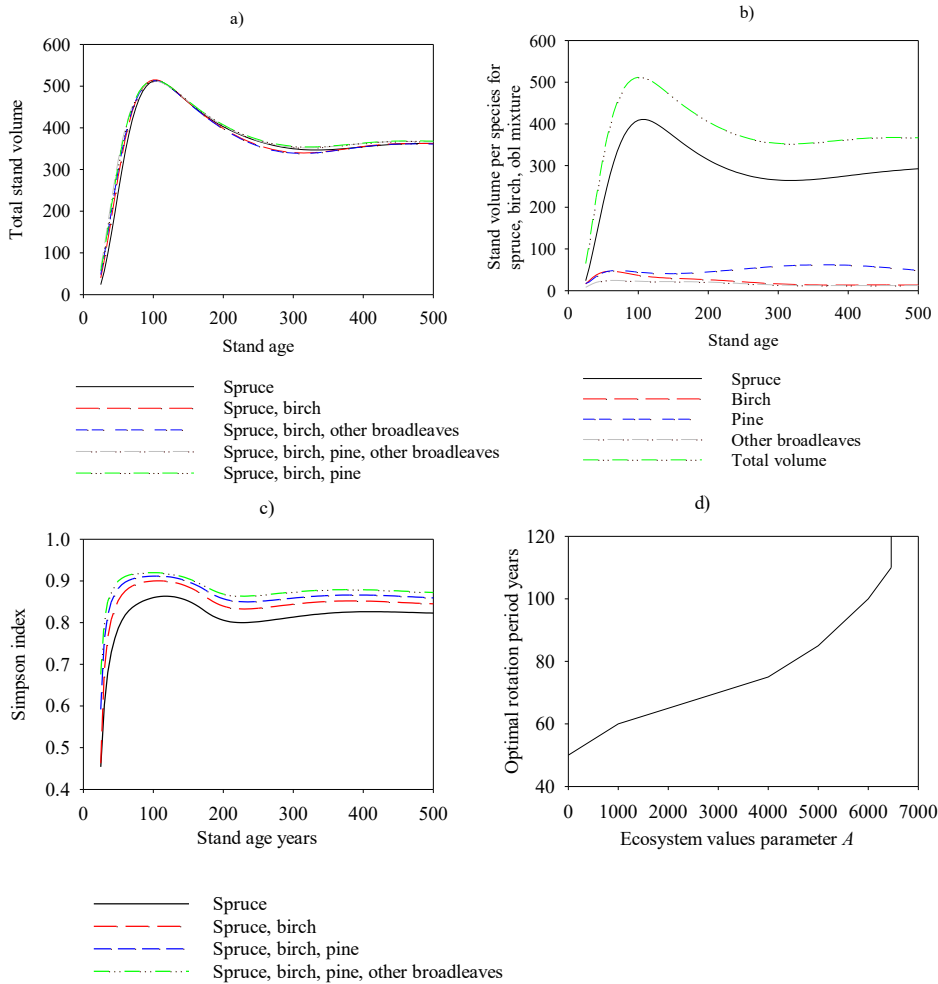 a)
Total stand volume
600
500
400
300
200
100
0
0 100 200 300 400 500
Stand age
Spruce
Spruce, birch
Spruce, birch, other broadleaves
Spruce, birch, pine, other broadleaves
Spruce, birch, pine
b)
Stand volume per species for
spruce, birch, obl mixture
600
500
400
300
200
100
0
0 100 200 300 400 500
Stand age
Spruce
Birch
Pine
Other broadleaves
Total volume
c)
Simpson index
1.0
0.9
0.8
0.7
0.6
0.5
0.4
0 100 200 300 400 500
Stand age years
Spruce
Spruce, birch
Spruce, birch, pine
Spruce, birch, pine, other broadleaves
d)
Optimal rotation period years
120
100
80
60
40
0 1000 2000 3000 4000 5000 6000 7000
Ecosystem values parameter A